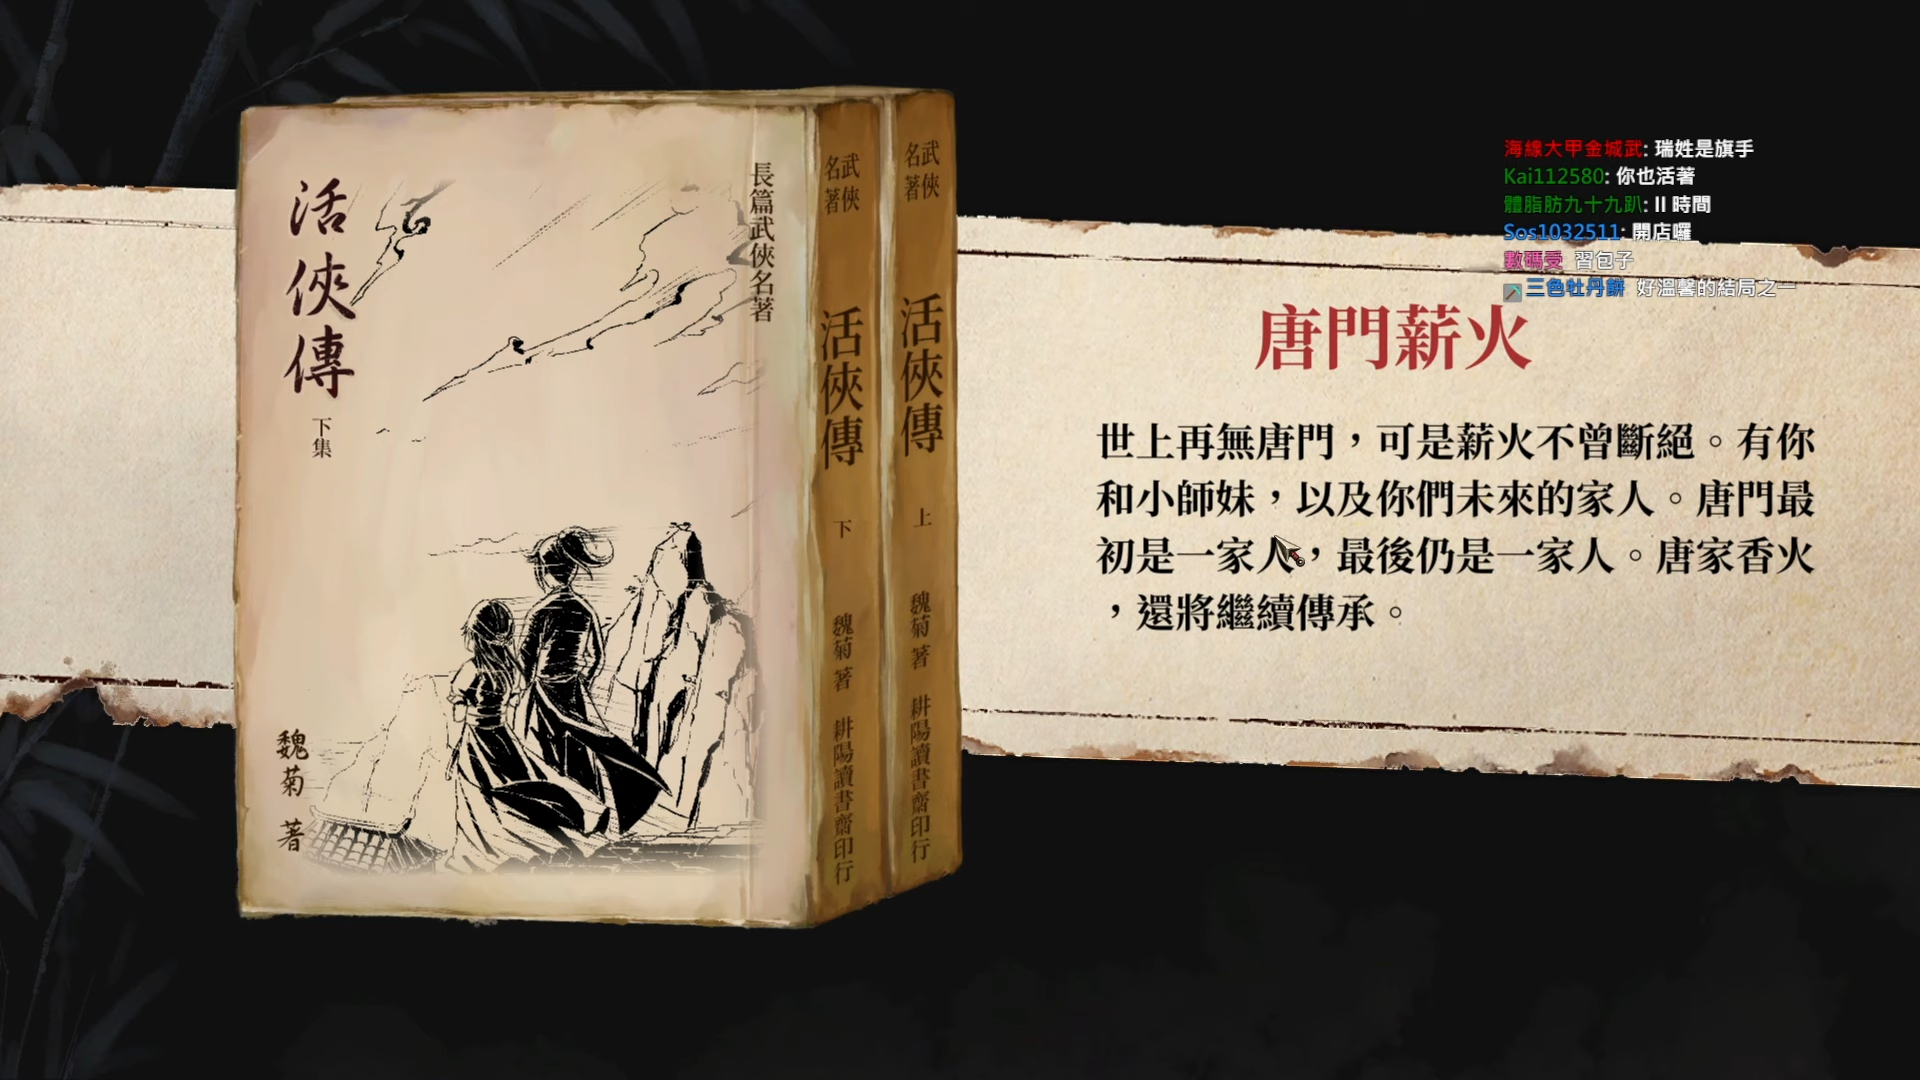 活俠傳
下集
魏菊 著
長篇武俠名著
武俠名著
活俠傳
下
魏菊 著
耕陽讀書齋印行
武俠名著
活俠傳
上
魏菊 著
耕陽讀書齋印行
海線大甲金城武: 瑞姓是旗手
Kai112580: 你也活著
體脂肪九十九趴: II 時間
Sos1032511: 開店囉
數碼受 習包子
三色牡丹餅 好溫馨的結局之一
唐門薪火
世上再無唐門，可是薪火不曾斷絕。有你
和小師妹，以及你們未來的家人。唐門最
初是一家人，最後仍是一家人。唐家香火
，還將繼續傳承。